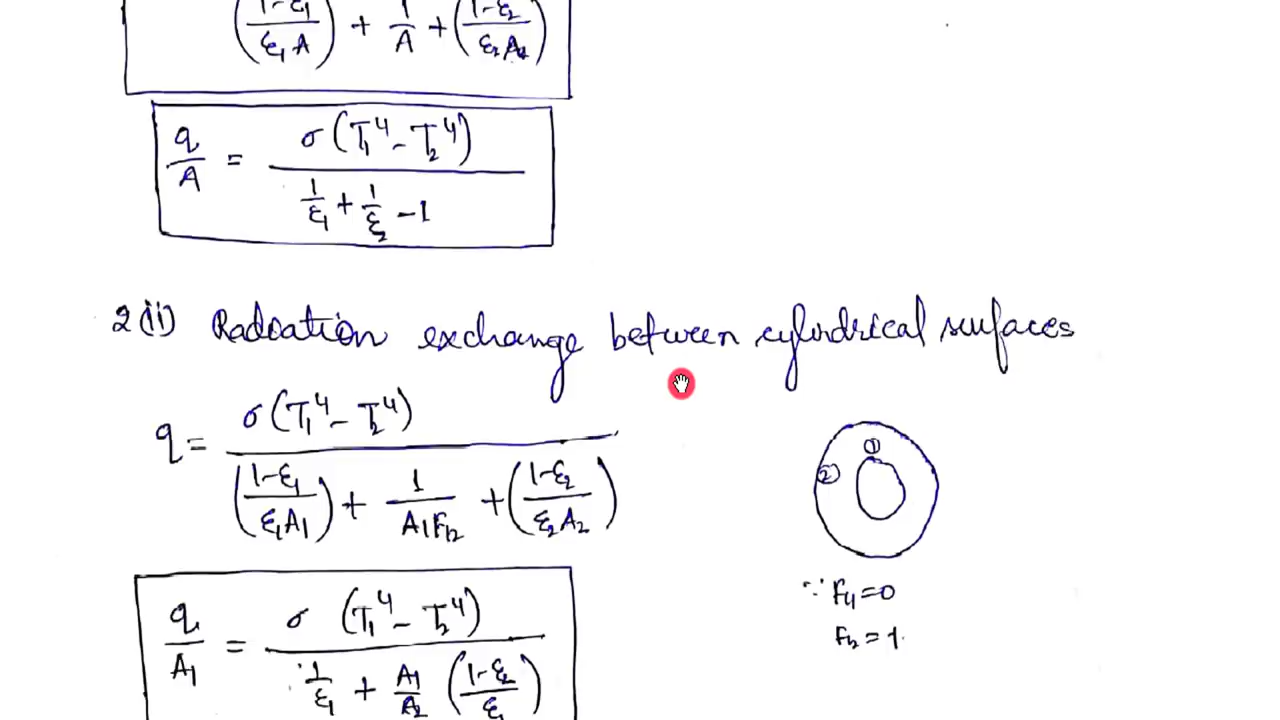 (1-ε₁/ε₁A) + 1/A + (1-ε₂/ε₂A₂)
q/A = σ(T₁⁴ - T₂⁴) / (1/ε₁ + 1/ε₂ - 1)
2(ii) Radoation exchange between cylindrical surfaces
q = σ(T₁⁴ - T₂⁴) / ((1-ε₁/ε₁A₁) + 1/A₁F₁₂ + (1-ε₂/ε₂A₂))
①
②
∵ F₁₁ = 0
F₁₂ = 1.
q/A₁ = σ (T₁⁴ - T₂⁴) / (1/ε₁ + A₁/A₂ (1-ε₂/ε₁))